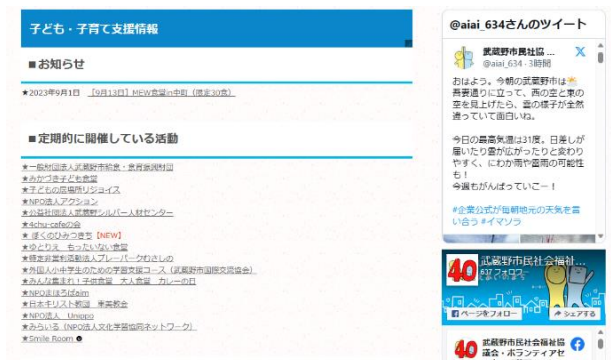 子ども・子育て支援情報
■お知らせ
★2023年9月1日 【9月13日】MEW食堂in中町（限定30食）
■定期的に開催している活動
★一般財団法人武蔵野市給食・食育振興財団
★みかづき子ども食堂
★子どもの居場所リジョイス
★NPO法人アクション
★公益社団法人武蔵野シルバー人材センター
★4chu-cafeの会
★ぼくのひみつきち【NEW】
★ゆとりえ もったいない食堂
★特定非営利活動法人プレーパークむさしの
★外国人小中学生のための学習支援コース（武蔵野市国際交流協会）
★みんな集まれ！子供食堂 大人食堂 カレーの日
★NPOまほろばaim
★日本キリスト教団 東美教会
★NPO法人 Unippo
★みらいる（NPO法人文化学習協同ネットワーク）
★Smile Room
@aiai_634さんのツイート
武蔵野市民社協 ...
@aiai_634・3時間
おはよう。今朝の武蔵野市は
吾妻通りに立って、西の空と東の
空を見上げたら、雲の様子が全然
違っていて面白いね。
今日の最高気温は31度。日差しが
届いたり雲が広がったりと変わり
やすく、にわか雨や雷雨の可能性
も！
今週もがんばっていこー！
#企業公式が毎朝地元の天気を言
い合う #イマソラ
武蔵野市民社会福祉...
637フォロワー
ページをフォロー
シェアする
武蔵野市民社会福祉協
議会・ボランティアセ